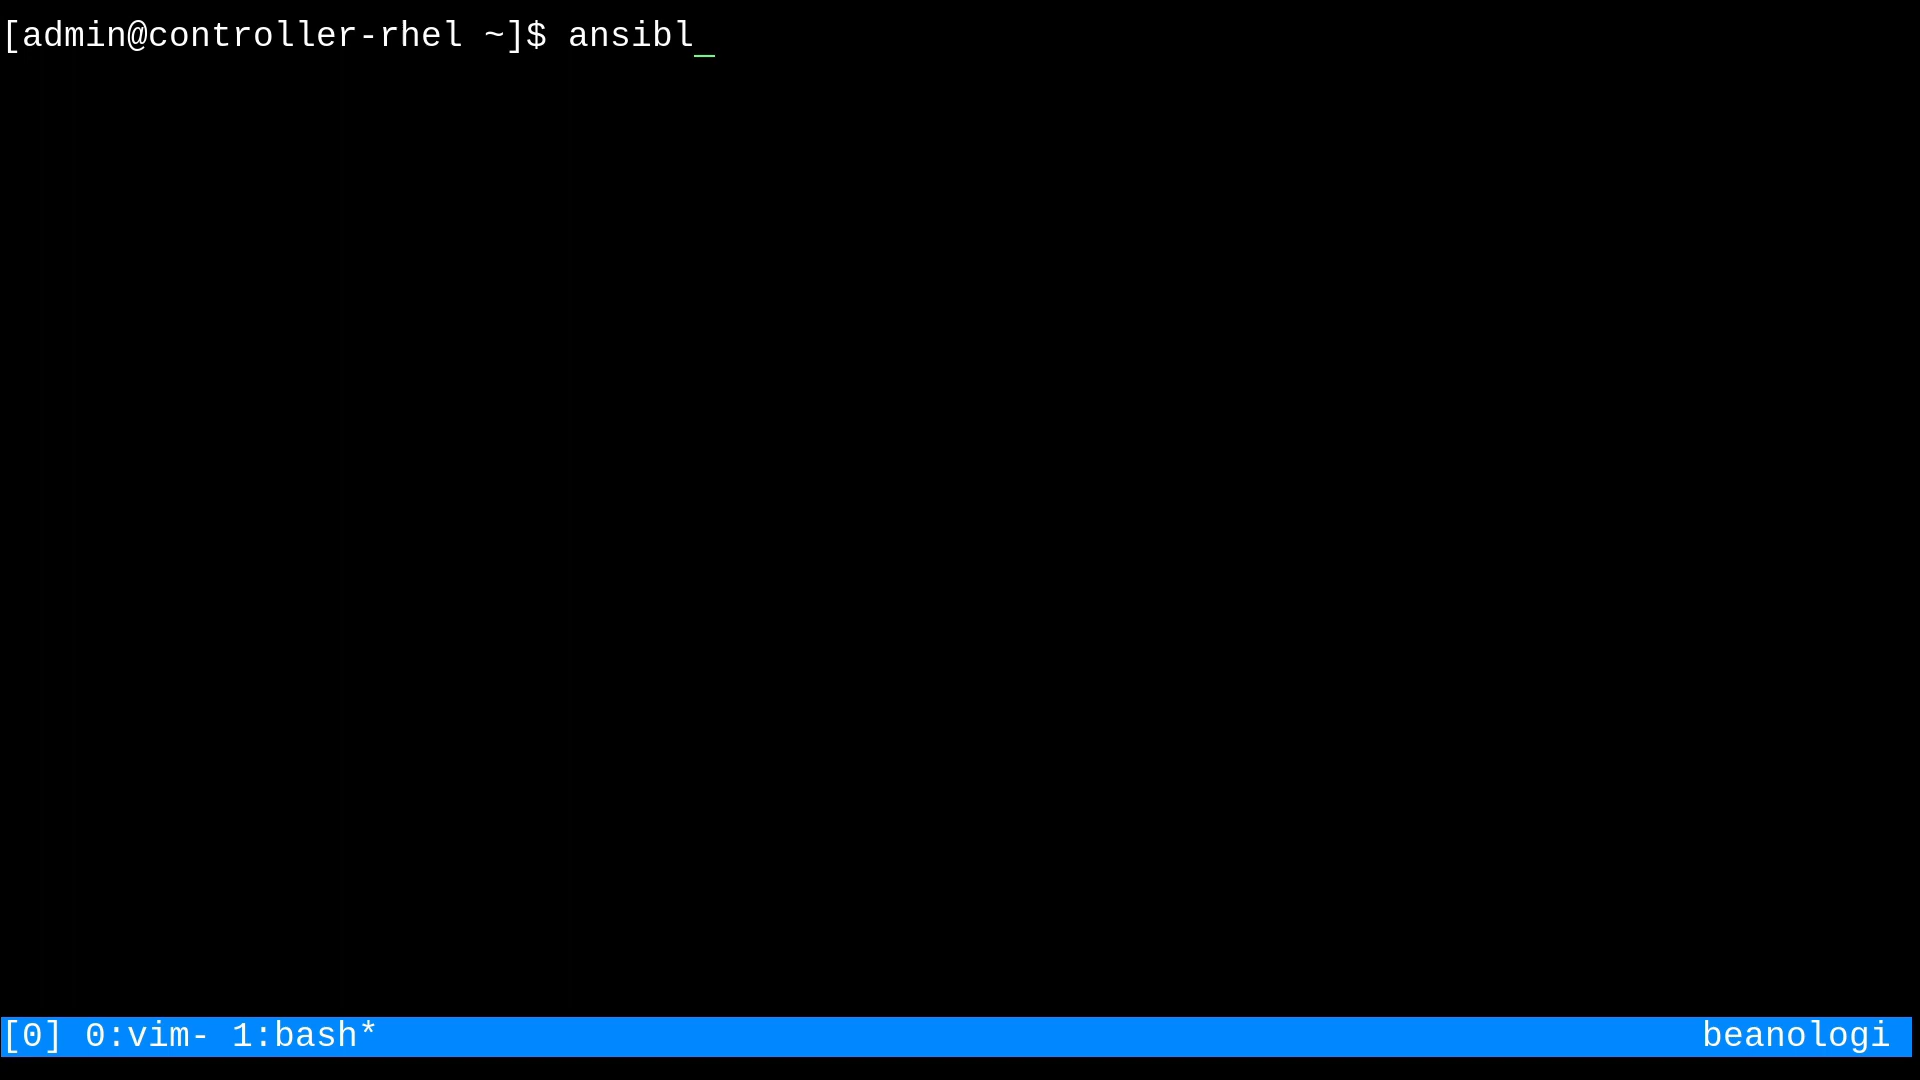 [admin@controller-rhel ~]$ ansibl_
[0] 0:vim- 1:bash* beanologi